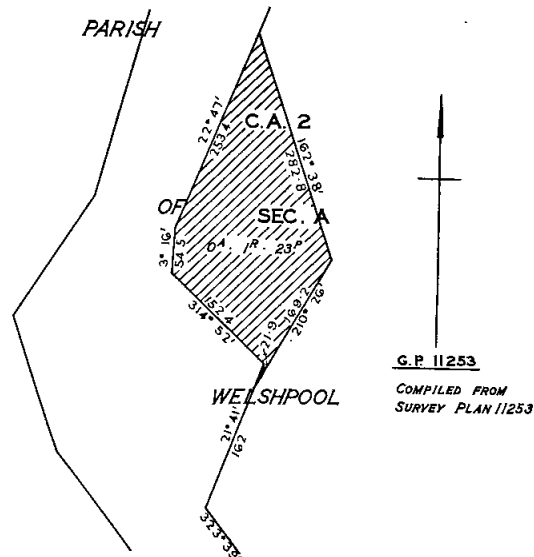 PARISH
22° 47'
253.4
C.A. 2
162° 38'
282.8
OF
SEC. A
3° 16'
54.5
0A. 1R. 23P
152.4
314° 52'
21.9
169.2
210° 26'
G.P. 11253
COMPILED FROM
SURVEY PLAN 11253
WELSHPOOL
21° 41'
162